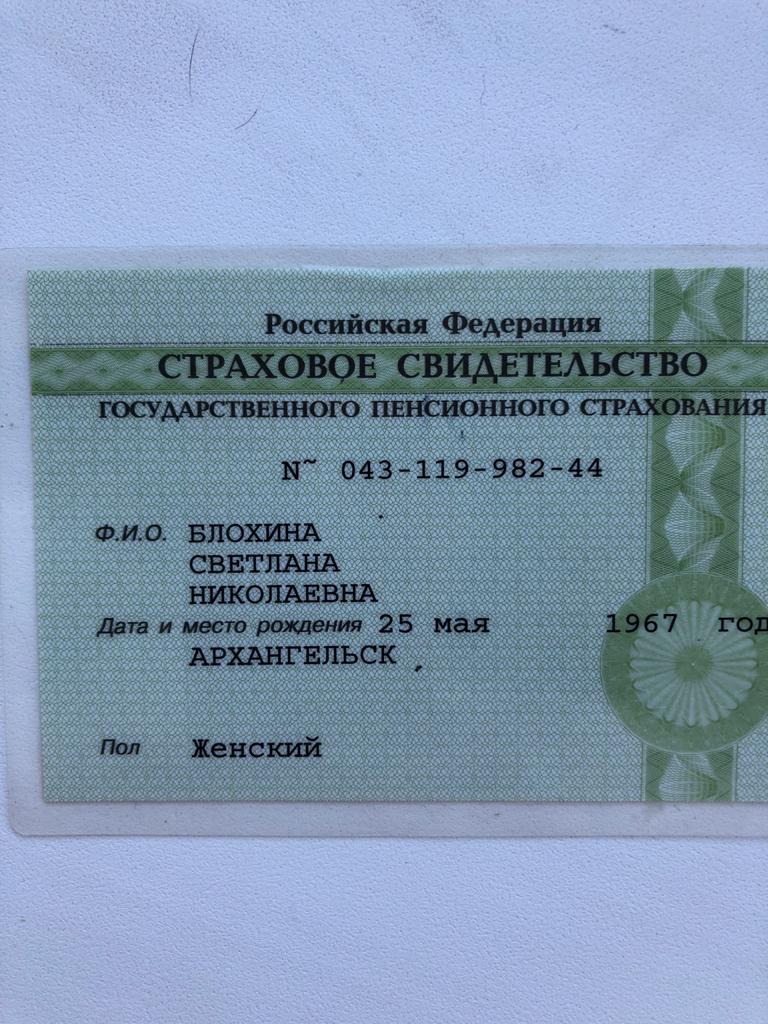 Российская Федерация
СТРАХОВОЕ СВИДЕТЕЛЬСТВО
ГОСУДАРСТВЕННОГО ПЕНСИОННОГО СТРАХОВАНИЯ
N~ 043-119-982-44
Ф.И.О. БЛОХИНА
СВЕТЛАНА
НИКОЛАЕВНА
Дата и место рождения 25 мая 1967 год
АРХАНГЕЛЬСК
Пол Женский